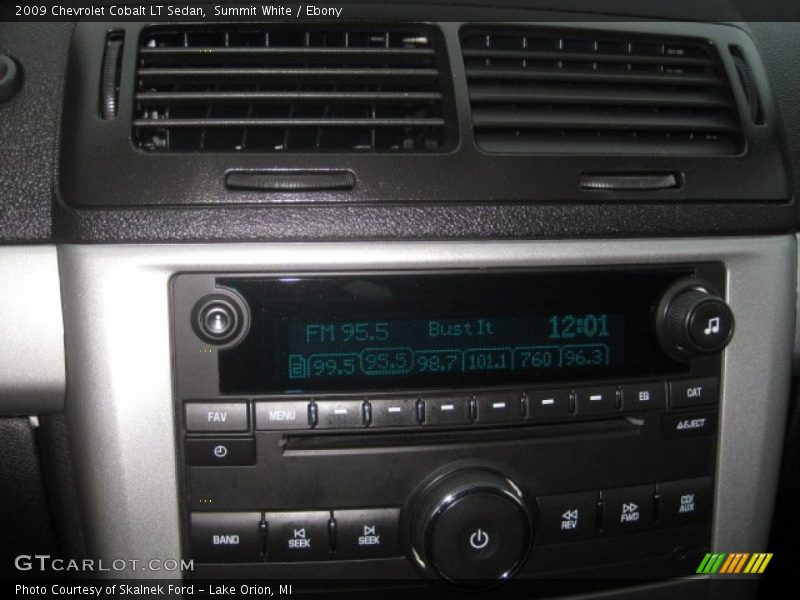 2009 Chevrolet Cobalt LT Sedan,  Summit White / Ebony
FM 95.5 Bust It 12:01
2 99.5 95.5 98.7 101.1 760 96.3
FAV MENU EQ CAT
EJECT
BAND SEEK SEEK REV FWD CD/AUX
GTCARLOT.COM
Photo Courtesy of Skalnek Ford - Lake Orion, MI